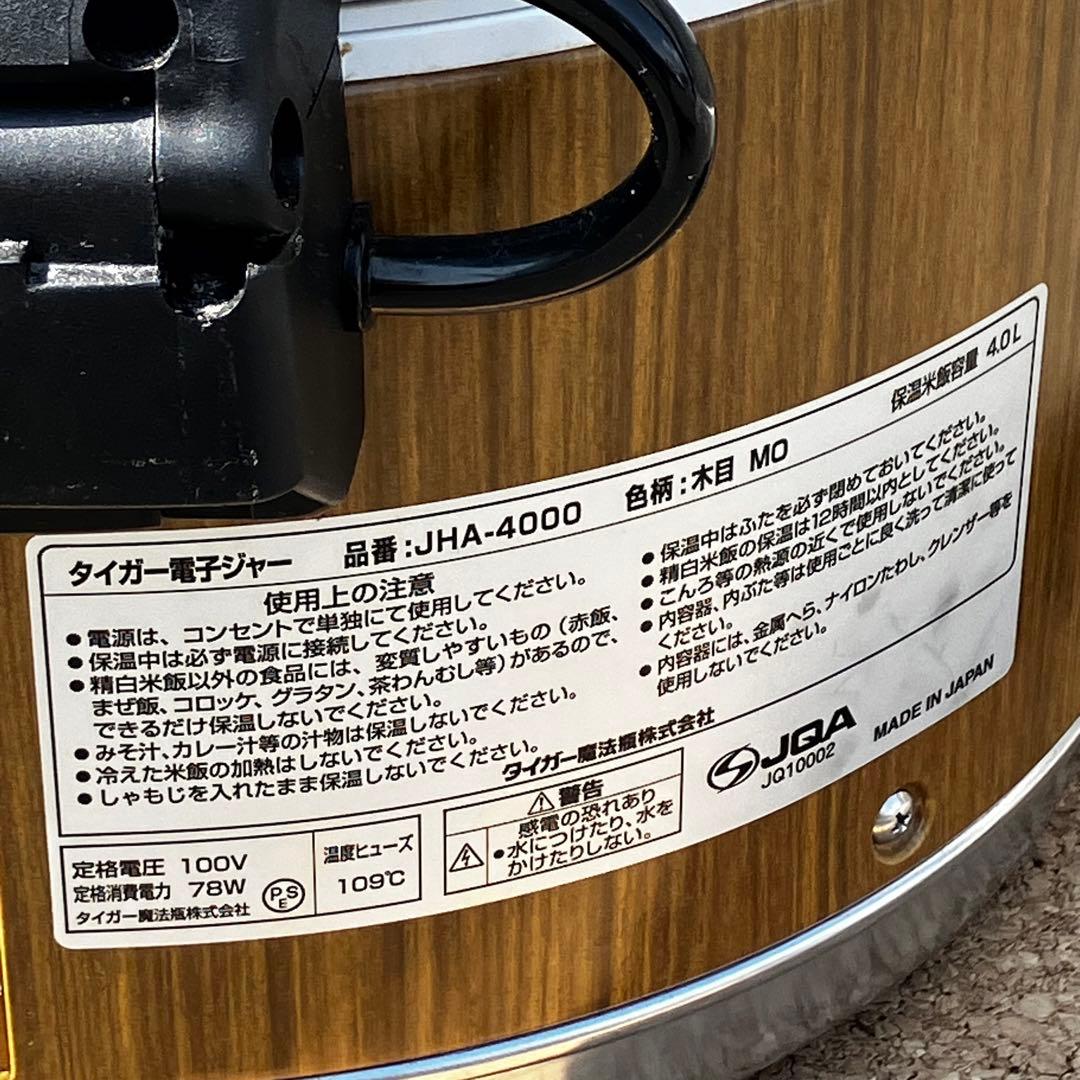 タイガー電子ジャー 品番:JHA-4000 色柄:木目 MO 保温米飯容量 4.0L
使用上の注意
●電源は、コンセントで単独にて使用してください。
●保温中は必ず電源に接続してください。
●精白米飯以外の食品には、変質しやすいもの(赤飯、
まぜ飯、コロッケ、グラタン、茶わんむし等)があるので、
できるだけ保温しないでください。
●みそ汁、カレー汁等の汁物は保温しないでください。
●冷えた米飯の加熱はしないでください。
●しゃもじを入れたまま保温しないでください。
●保温中はふたを必ず閉めておいてください。
●精白米飯の保温は12時間以内としてください。
●こんろ等の熱源の近くで使用しないでください。
●内容器、内ぶた等は使用ごとに良く洗って清潔に使って
ください。
●内容器には、金属へら、ナイロンたわし、クレンザー等を
使用しないでください。
タイガー魔法瓶株式会社
定格電圧 100V
定格消費電力 78W
タイガー魔法瓶株式会社
PSE
温度ヒューズ
109℃
警告
感電の恐れあり
●水につけたり、水を
かけたりしない。
JQA
JQ10002
MADE IN JAPAN